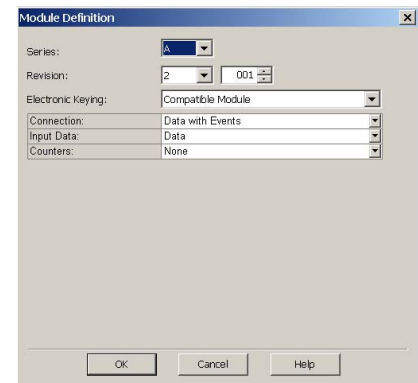 Module Definition
Series: A
Revision: 2 001
Electronic Keying: Compatible Module
Connection: Data with Events
Input Data: Data
Counters: None
OK Cancel Help